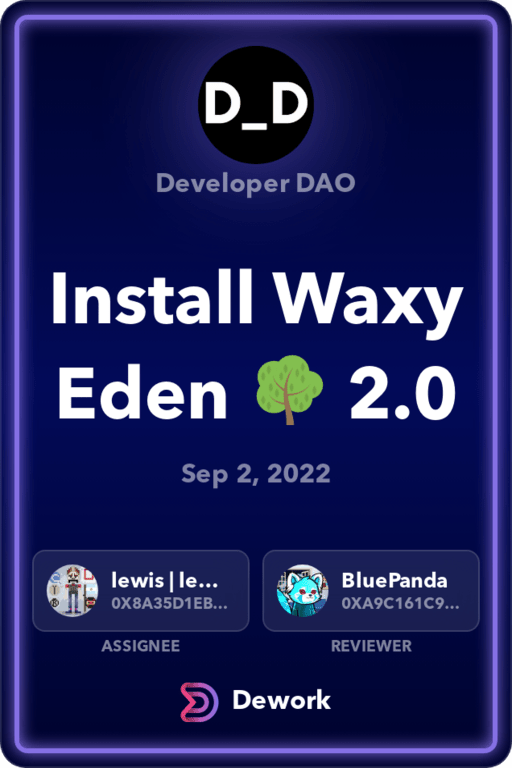 D_D
Developer DAO
Install Waxy
Eden 🌳 2.0
Sep 2, 2022
lewis | le...
0X8A35D1EB...
ASSIGNEE
BluePanda
0XA9C161C9...
REVIEWER
Dework